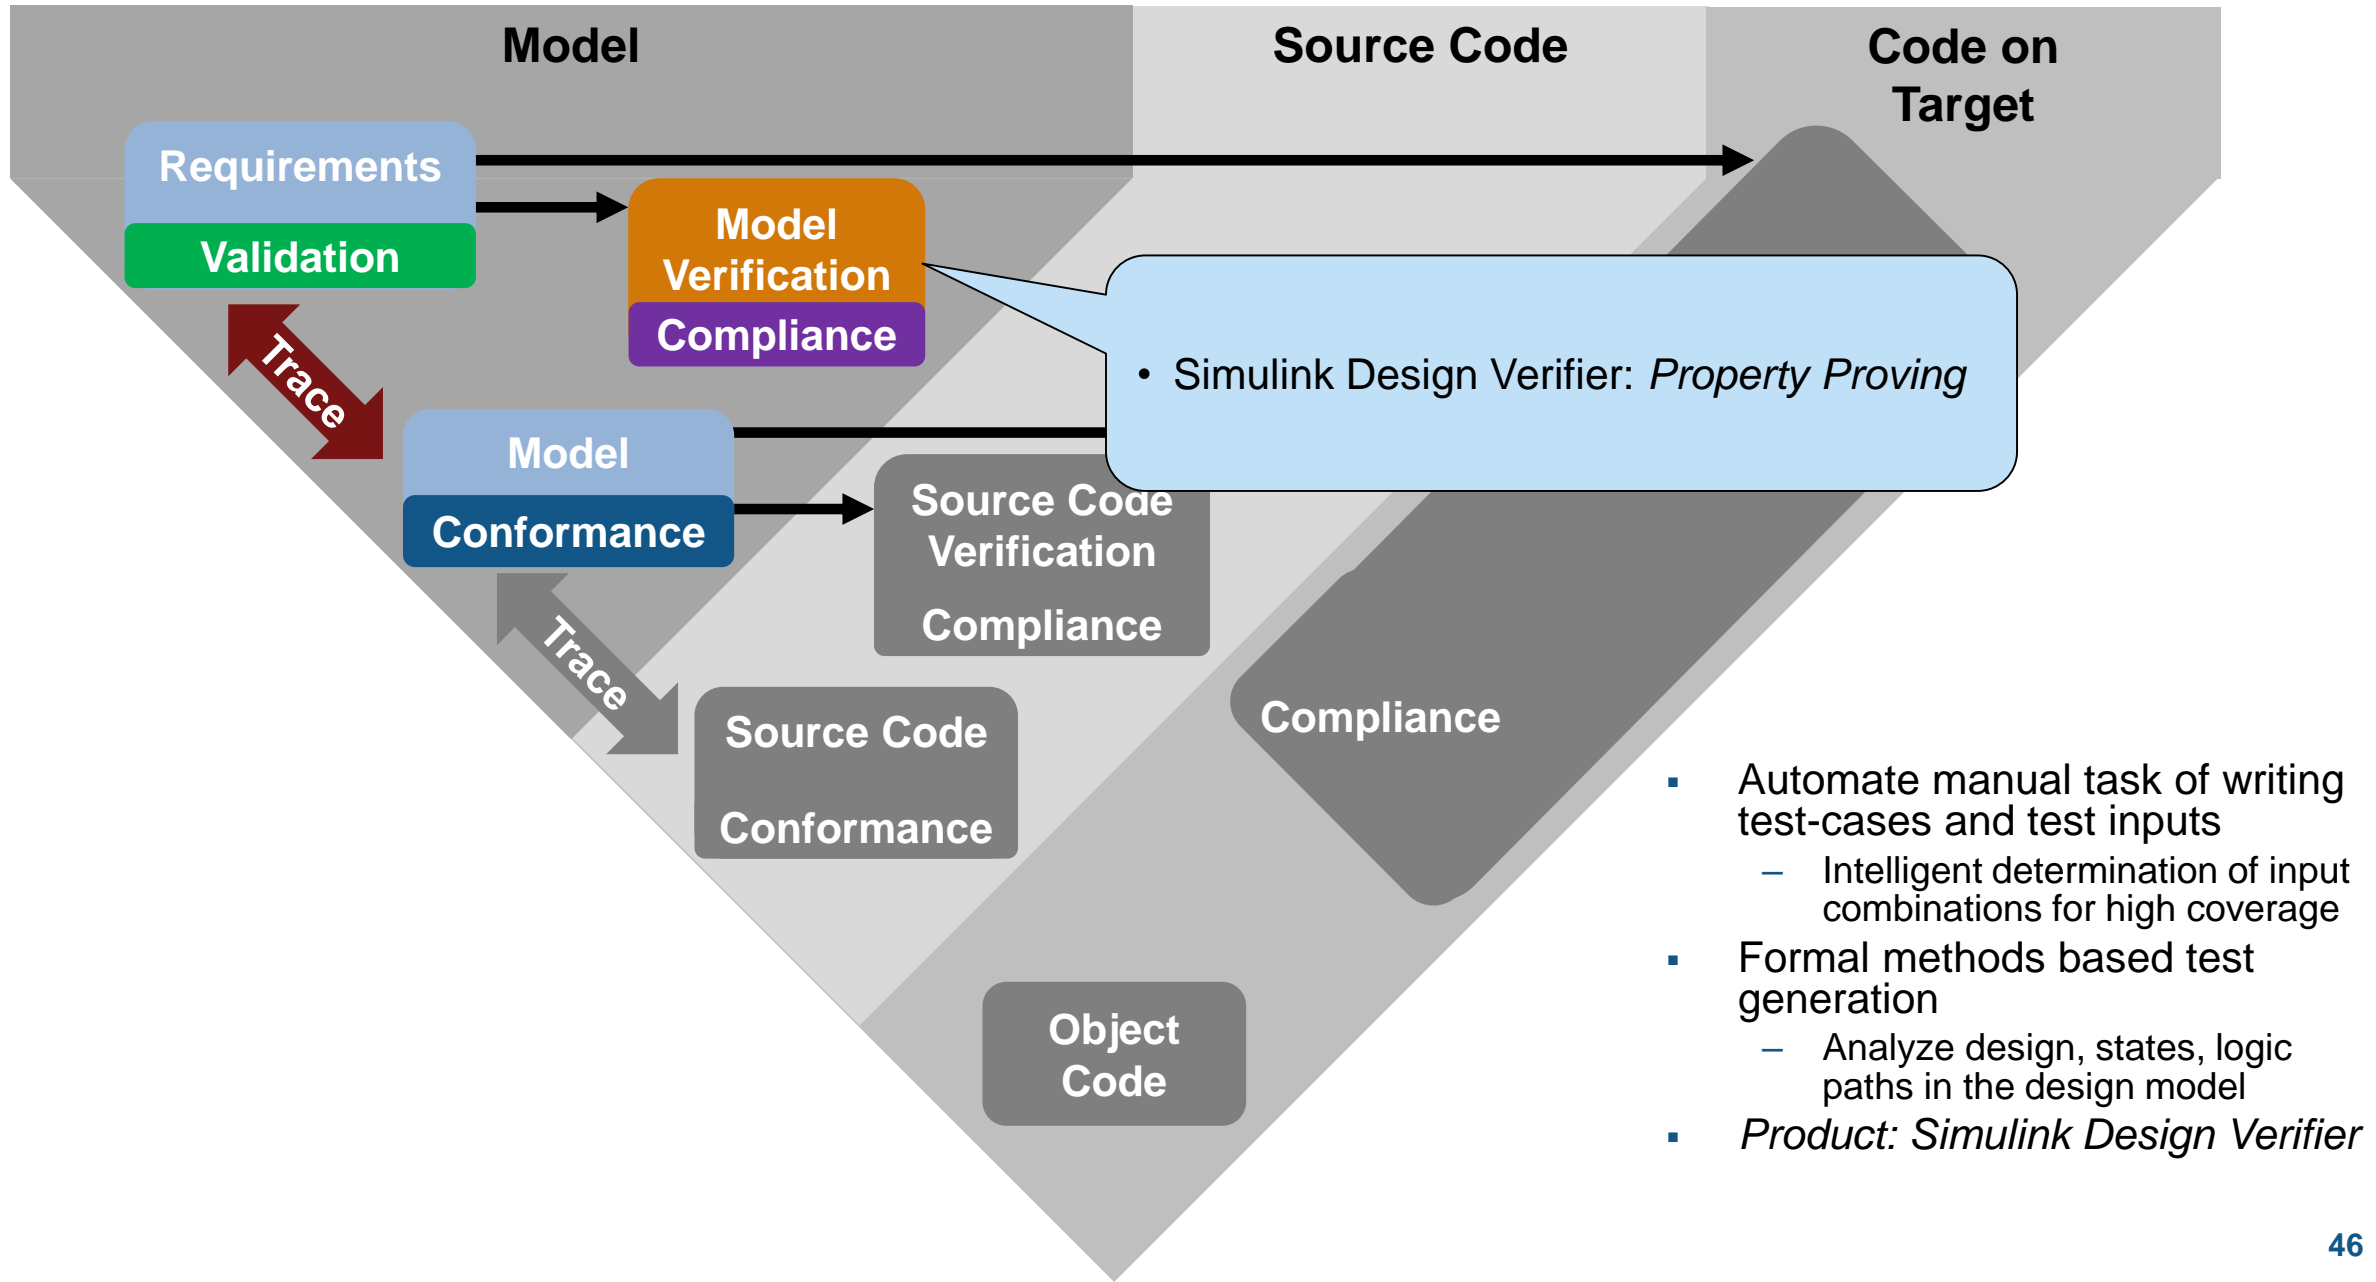 Model
Source Code
Code on
Target
Requirements
Validation
Model
Verification
Compliance
Trace
• Simulink Design Verifier: Property Proving
Model
Conformance
Source Code
Verification
Compliance
Trace
Source Code
Conformance
Compliance
Object
Code
▪ Automate manual task of writing
test-cases and test inputs
– Intelligent determination of input
combinations for high coverage
▪ Formal methods based test
generation
– Analyze design, states, logic
paths in the design model
▪ Product: Simulink Design Verifier
46